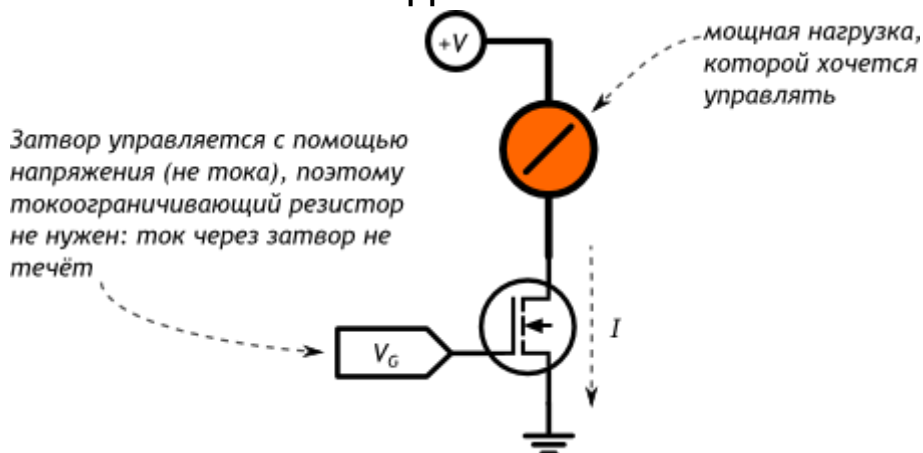 +V
мощная нагрузка,
которой хочется
управлять
Затвор управляется с помощью
напряжения (не тока), поэтому
токоограничивающий резистор
не нужен: ток через затвор не
течёт
I
VG